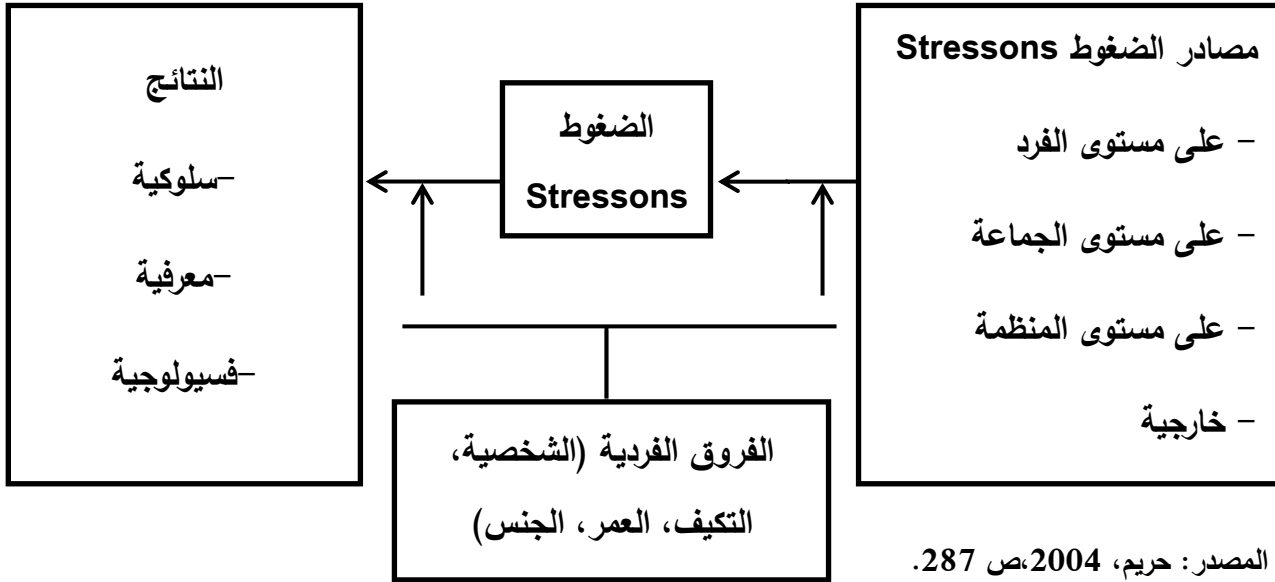 مصادر الضغوط Stressons
- على مستوى الفرد
- على مستوى الجماعة
- على مستوى المنظمة
- خارجية
الضغوط
Stressons
النتائج
-سلوكية
-معرفية
-فسيولوجية
الفروق الفردية (الشخصية،
التكيف، العمر، الجنس)
المصدر: حريم، 2004،ص 287.